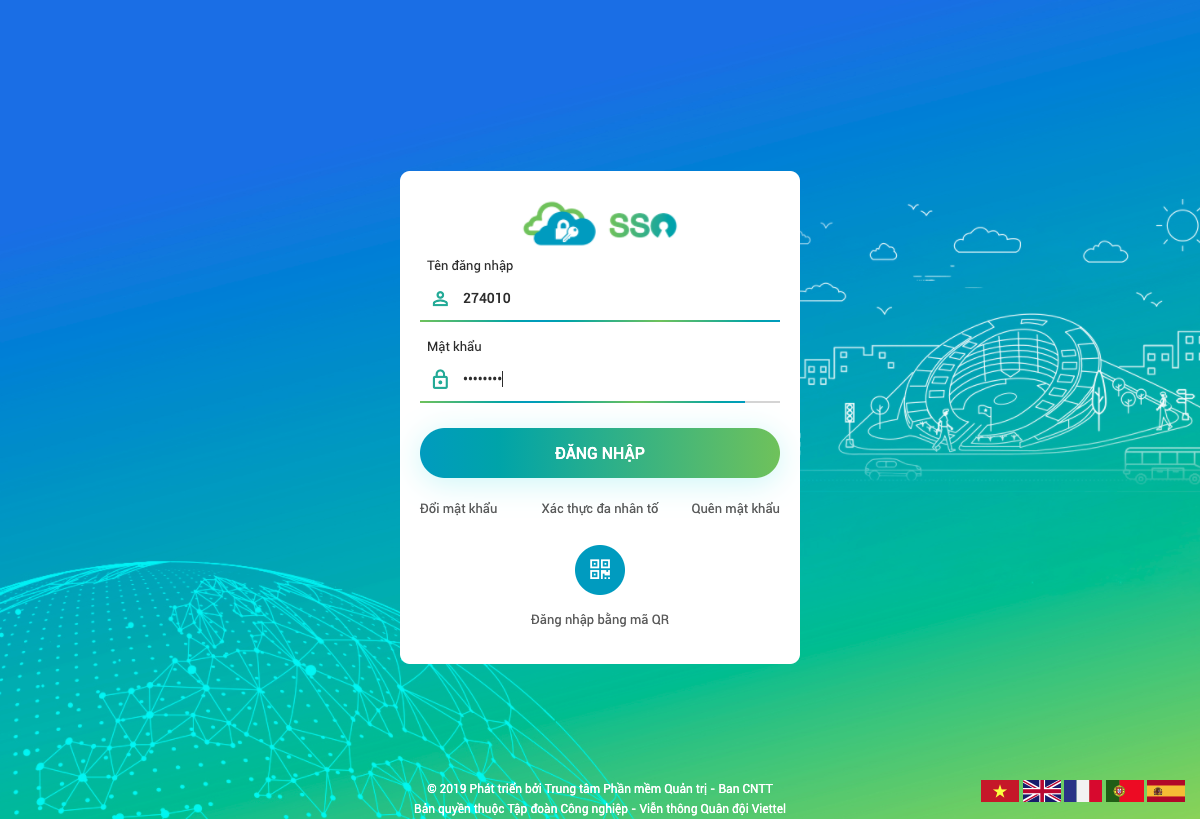 SSO
Tên đăng nhập
274010
Mật khẩu
••••••••
ĐĂNG NHẬP
Đổi mật khẩu
Xác thực đa nhân tố
Quên mật khẩu
Đăng nhập bằng mã QR
© 2019 Phát triển bởi Trung tâm Phần mềm Quản trị - Ban CNTT
Bản quyền thuộc Tập đoàn Công nghiệp - Viễn thông Quân đội Viettel